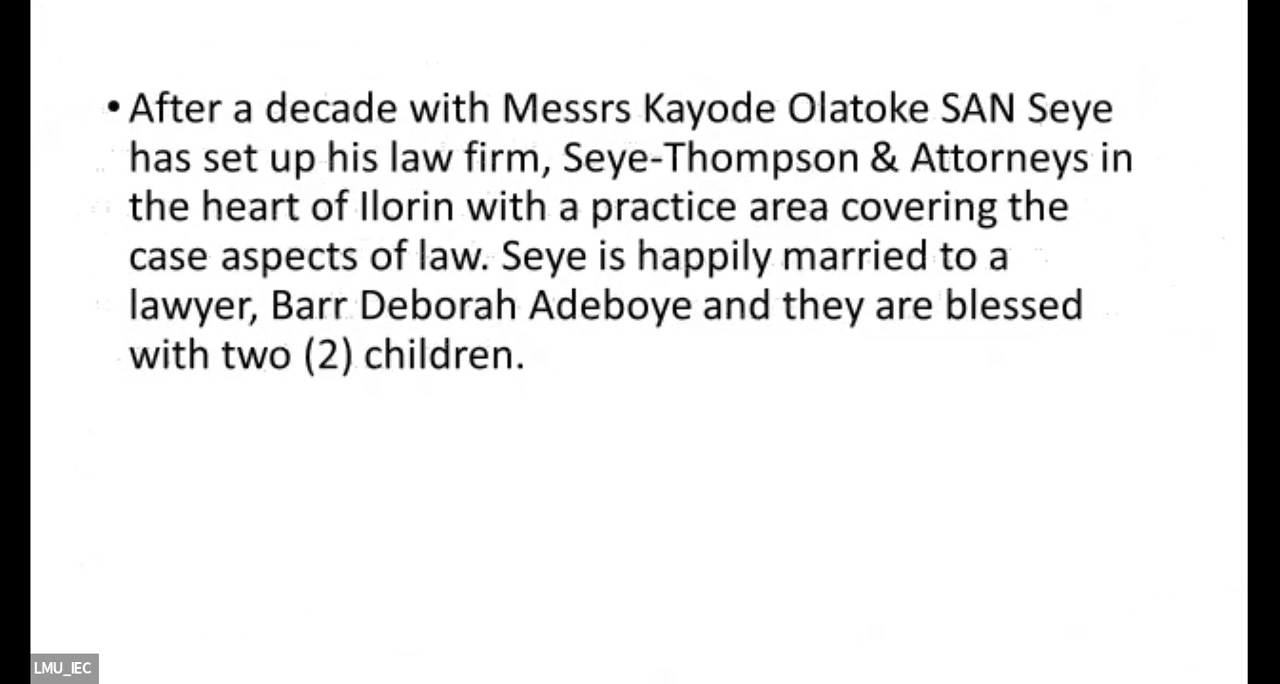 • After a decade with Messrs Kayode Olatoke SAN Seye
has set up his law firm, Seye-Thompson & Attorneys in
the heart of Ilorin with a practice area covering the
case aspects of law. Seye is happily married to a
lawyer, Barr Deborah Adeboye and they are blessed
with two (2) children.
LMU_IEC